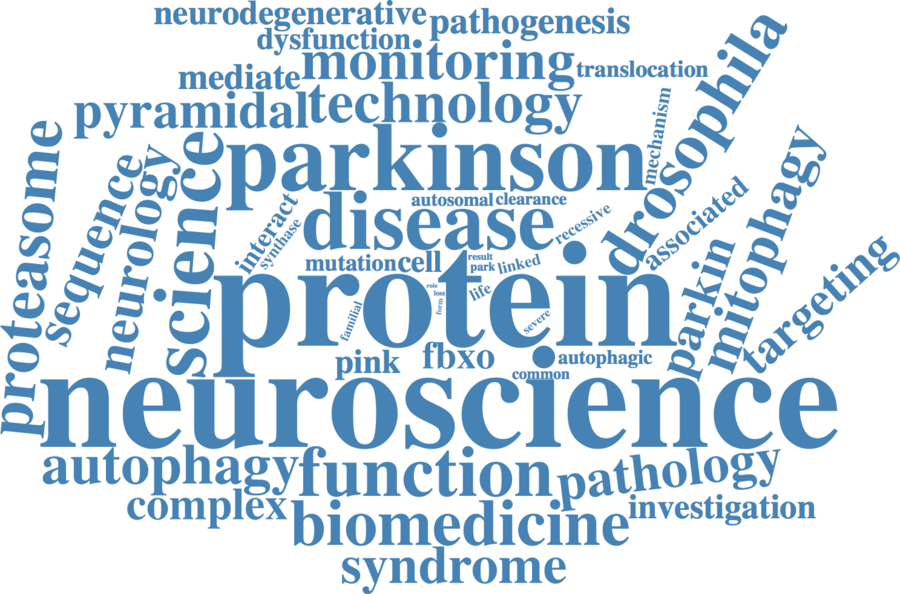 neurodegenerative
pathogenesis
dysfunction
monitoring
mediate
translocation
pyramidal
technology
drosophila
mechanism
parkinson
proteasome
sequence
neurology
science
interact
synthase
autosomal
clearance
disease
recessive
associated
mitophagy
mutation
cell
result
park
linked
protein
role
loss
form
life
severe
familial
parkin
targeting
pink
fbxo
autophagic
common
neuroscience
autophagy
function
pathology
complex
biomedicine
investigation
syndrome